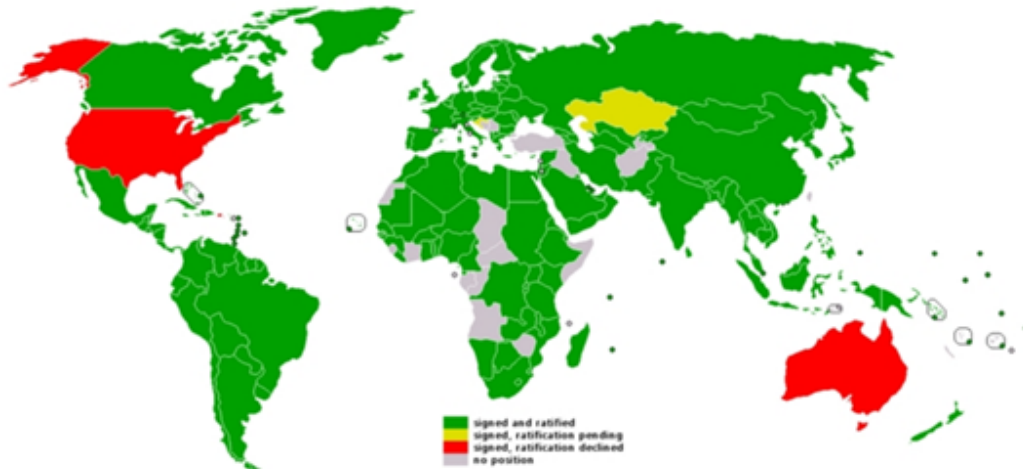 signed and ratified
signed, ratification pending
signed, ratification declined
no position